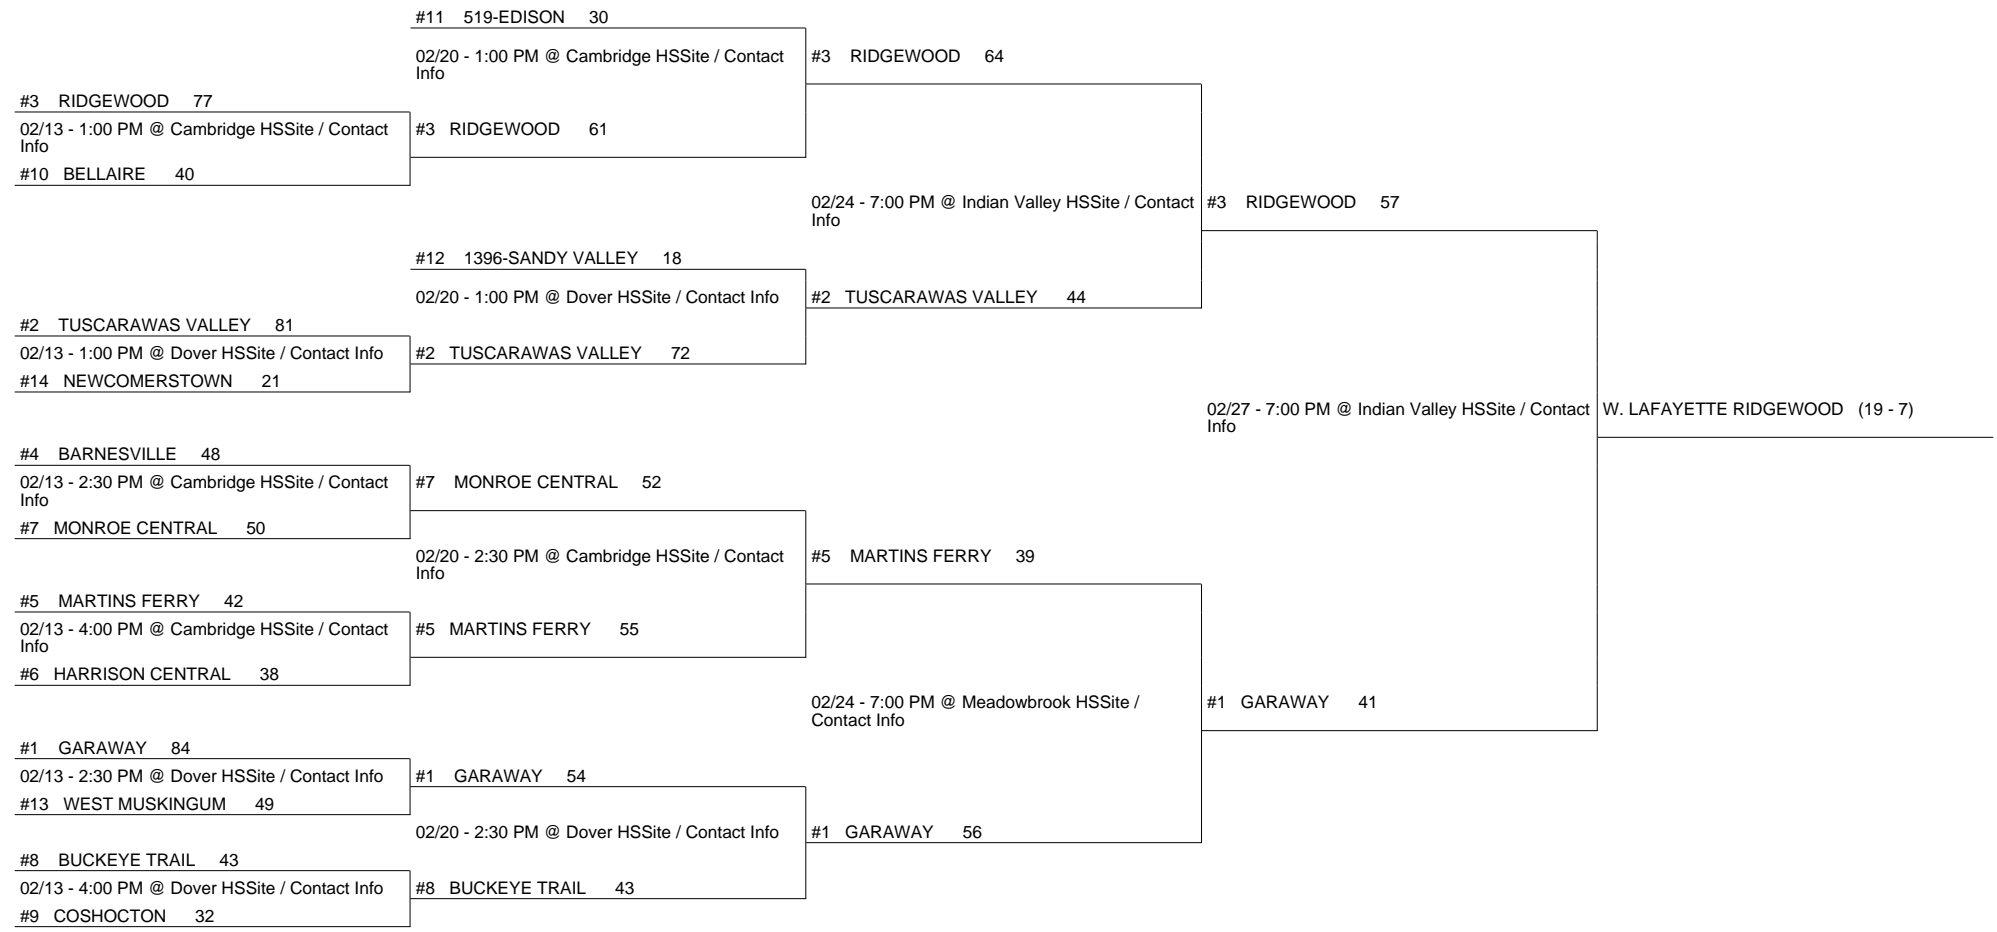 #11 519-EDISON 30
02/20 - 1:00 PM @ Cambridge HSSite / Contact
Info
#3 RIDGEWOOD 64
#3 RIDGEWOOD 77
02/13 - 1:00 PM @ Cambridge HSSite / Contact
Info
#3 RIDGEWOOD 61
#10 BELLAIRE 40
02/24 - 7:00 PM @ Indian Valley HSSite / Contact
Info
#3 RIDGEWOOD 57
#12 1396-SANDY VALLEY 18
02/20 - 1:00 PM @ Dover HSSite / Contact Info
#2 TUSCARAWAS VALLEY 44
#2 TUSCARAWAS VALLEY 81
02/13 - 1:00 PM @ Dover HSSite / Contact Info
#2 TUSCARAWAS VALLEY 72
#14 NEWCOMERSTOWN 21
02/27 - 7:00 PM @ Indian Valley HSSite / Contact
Info
W. LAFAYETTE RIDGEWOOD (19 - 7)
#4 BARNESVILLE 48
02/13 - 2:30 PM @ Cambridge HSSite / Contact
Info
#7 MONROE CENTRAL 52
#7 MONROE CENTRAL 50
02/20 - 2:30 PM @ Cambridge HSSite / Contact
Info
#5 MARTINS FERRY 39
#5 MARTINS FERRY 42
02/13 - 4:00 PM @ Cambridge HSSite / Contact
Info
#5 MARTINS FERRY 55
#6 HARRISON CENTRAL 38
02/24 - 7:00 PM @ Meadowbrook HSSite /
Contact Info
#1 GARAWAY 41
#1 GARAWAY 84
02/13 - 2:30 PM @ Dover HSSite / Contact Info
#1 GARAWAY 54
#13 WEST MUSKINGUM 49
02/20 - 2:30 PM @ Dover HSSite / Contact Info
#1 GARAWAY 56
#8 BUCKEYE TRAIL 43
02/13 - 4:00 PM @ Dover HSSite / Contact Info
#8 BUCKEYE TRAIL 43
#9 COSHOCTON 32